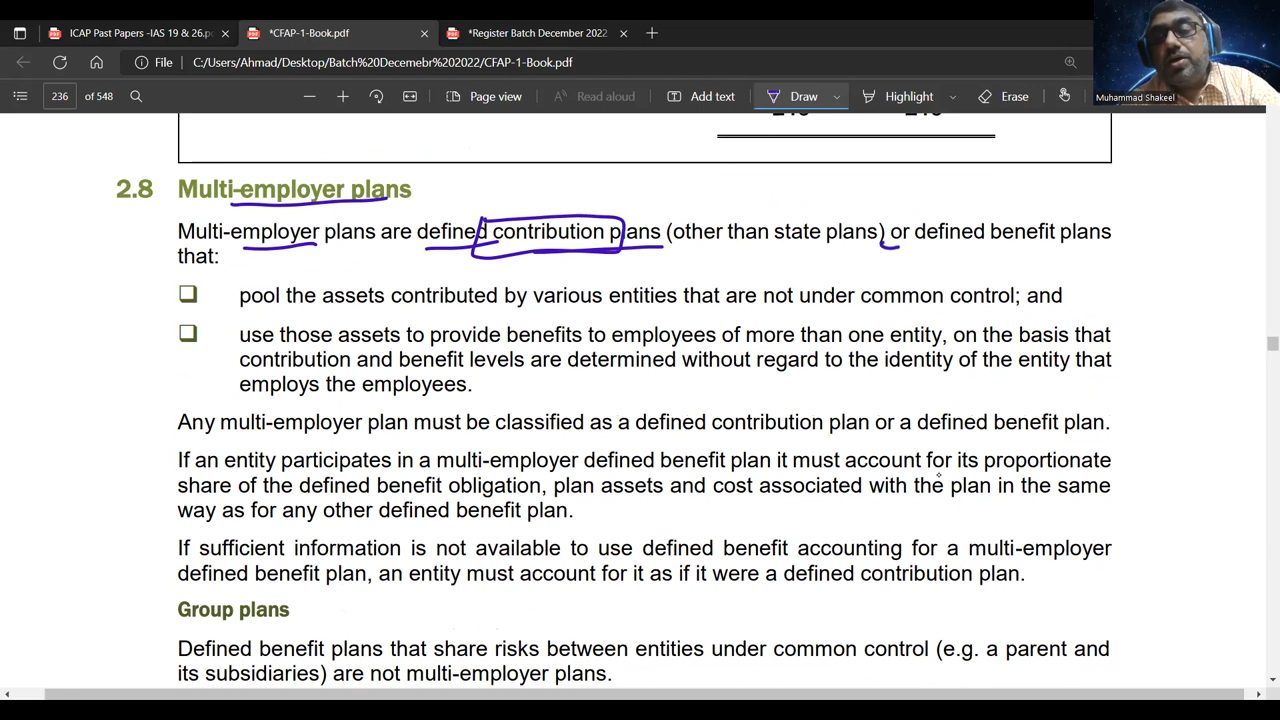 ICAP Past Papers -IAS 19 & 26.pdf
*CFAP-1-Book.pdf
*Register Batch December 2022
File
C:/Users/Ahmad/Desktop/Batch%20Decemebr%202022/CFAP-1-Book.pdf
236 of 548
Page view
Read aloud
Add text
Draw
Highlight
Erase
Muhammad Shakeel
2.8 Multi-employer plans
Multi-employer plans are defined contribution plans (other than state plans) or defined benefit plans
that:
❑ pool the assets contributed by various entities that are not under common control; and
❑ use those assets to provide benefits to employees of more than one entity, on the basis that
contribution and benefit levels are determined without regard to the identity of the entity that
employs the employees.
Any multi-employer plan must be classified as a defined contribution plan or a defined benefit plan.
If an entity participates in a multi-employer defined benefit plan it must account for its proportionate
share of the defined benefit obligation, plan assets and cost associated with the plan in the same
way as for any other defined benefit plan.
If sufficient information is not available to use defined benefit accounting for a multi-employer
defined benefit plan, an entity must account for it as if it were a defined contribution plan.
Group plans
Defined benefit plans that share risks between entities under common control (e.g. a parent and
its subsidiaries) are not multi-employer plans.